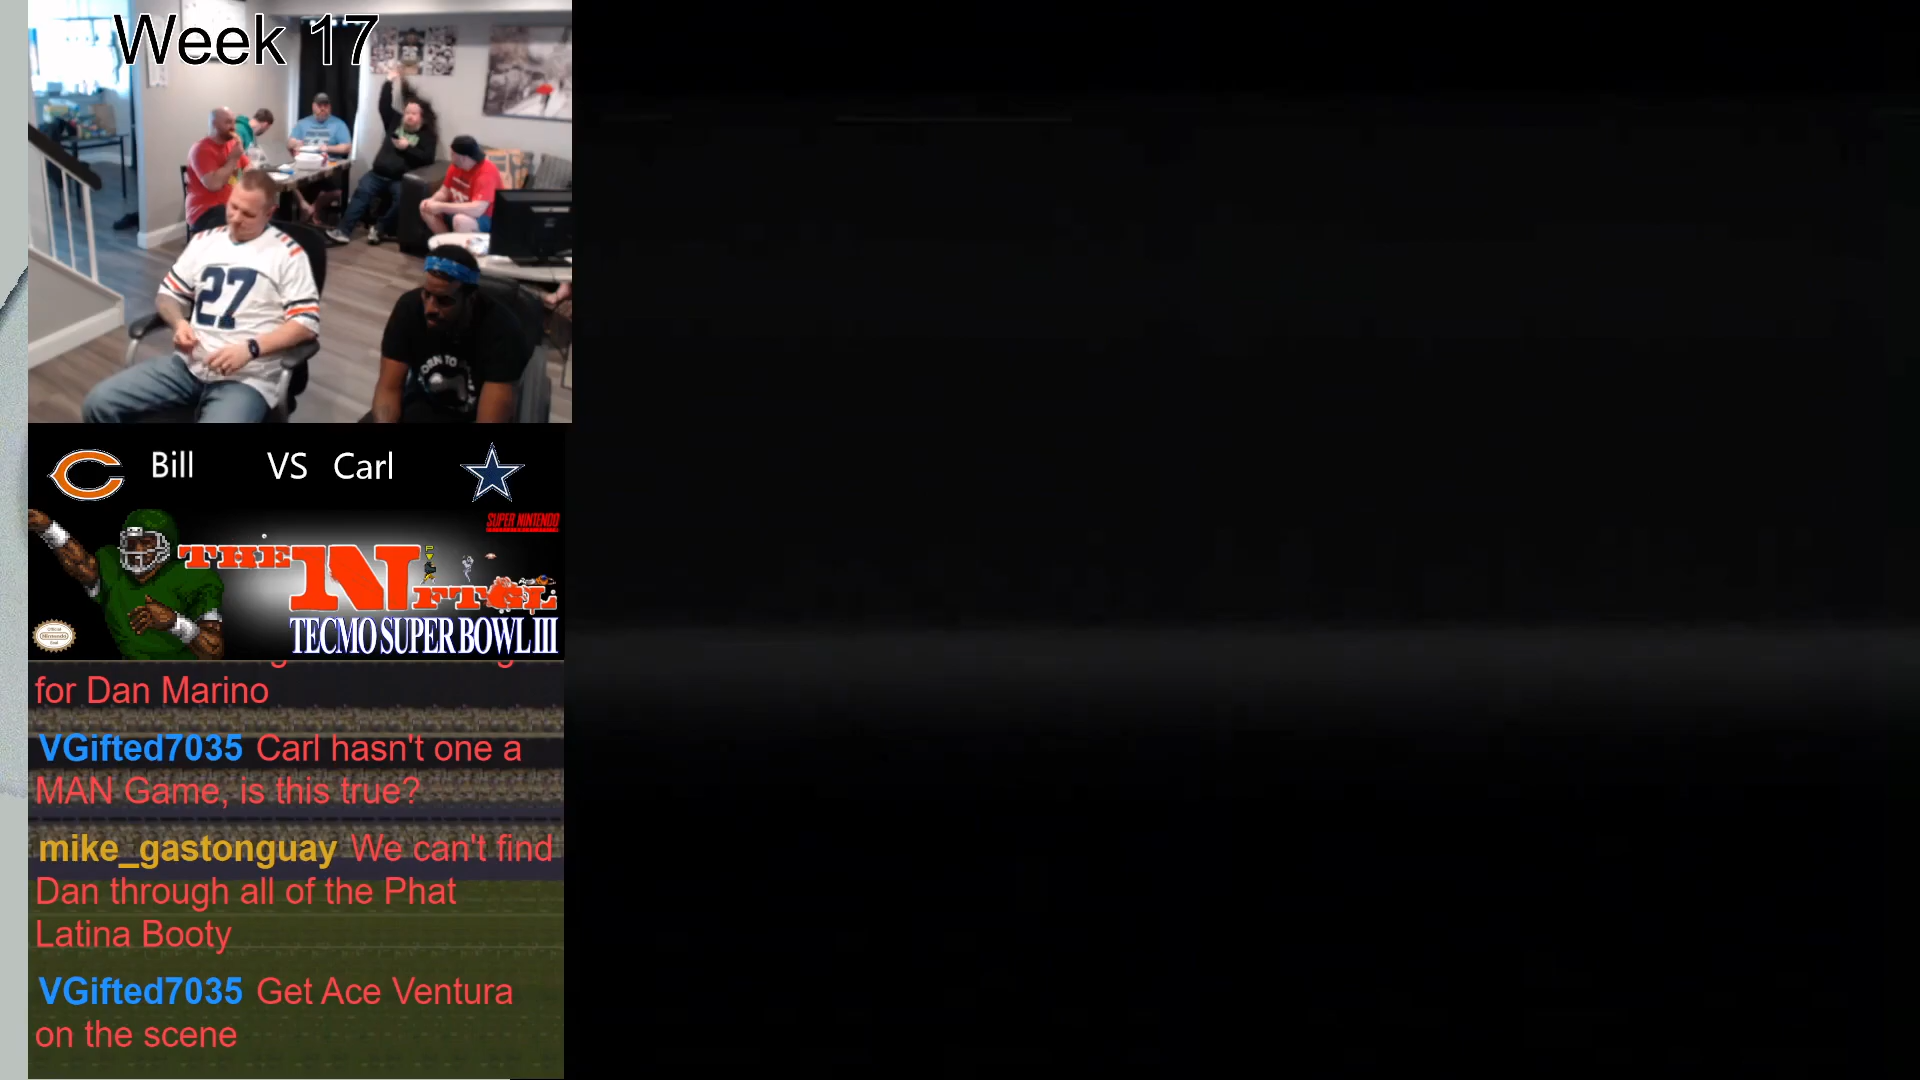 Week 17
27
Bill VS Carl
SUPER NINTENDO
THE NFTSL
TECMO SUPER BOWL III
for Dan Marino
VGifted7035 Carl hasn't one a
MAN Game, is this true?
mike_gastonguay We can't find
Dan through all of the Phat
Latina Booty
VGifted7035 Get Ace Ventura
on the scene